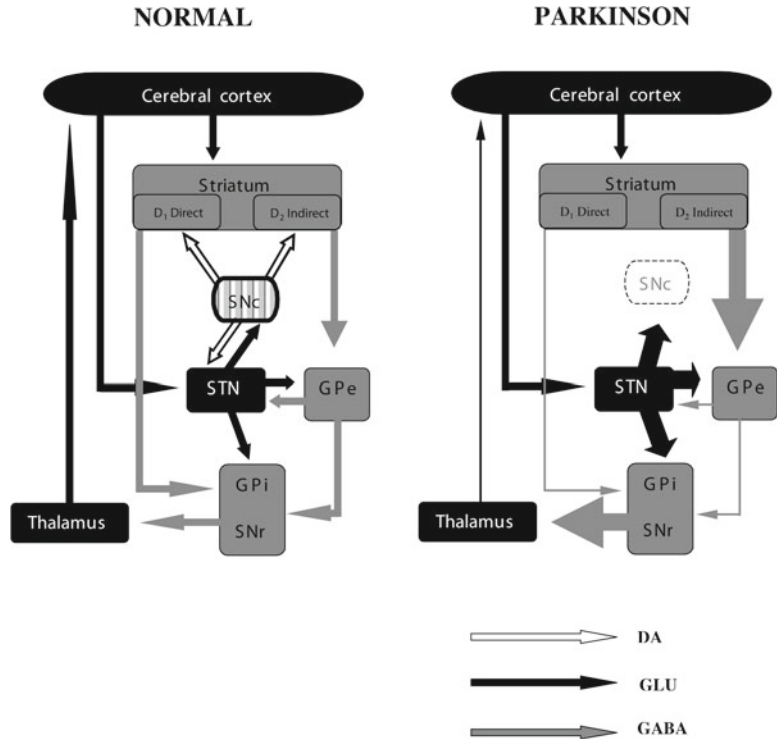 NORMAL
Cerebral cortex
Striatum
D₁ Direct
D₂ Indirect
SNc
STN
GPe
GPi
SNr
Thalamus
PARKINSON
Cerebral cortex
Striatum
D₁ Direct
D₂ Indirect
SNc
STN
GPe
GPi
SNr
Thalamus
DA
GLU
GABA